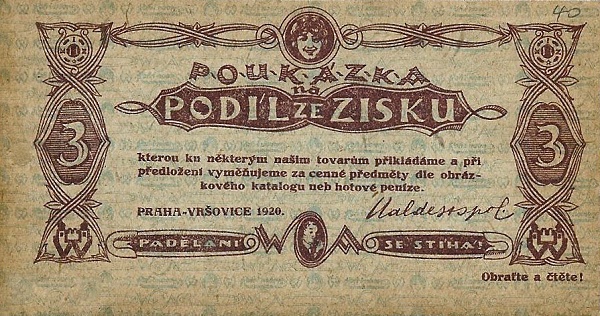 40
POUKÁZKA
na
PODÍL ZE ZISKU
3
3
kterou ku některým našim tovarům přikládáme a při
předložení vyměňujeme za cenné předměty dle obráz-
kového katalogu neb hotové peníze.
PRAHA-VRŠOVICE 1920.
PADĚLÁNÍ W A SE STÍHÁ!
Obraťte a čtěte!